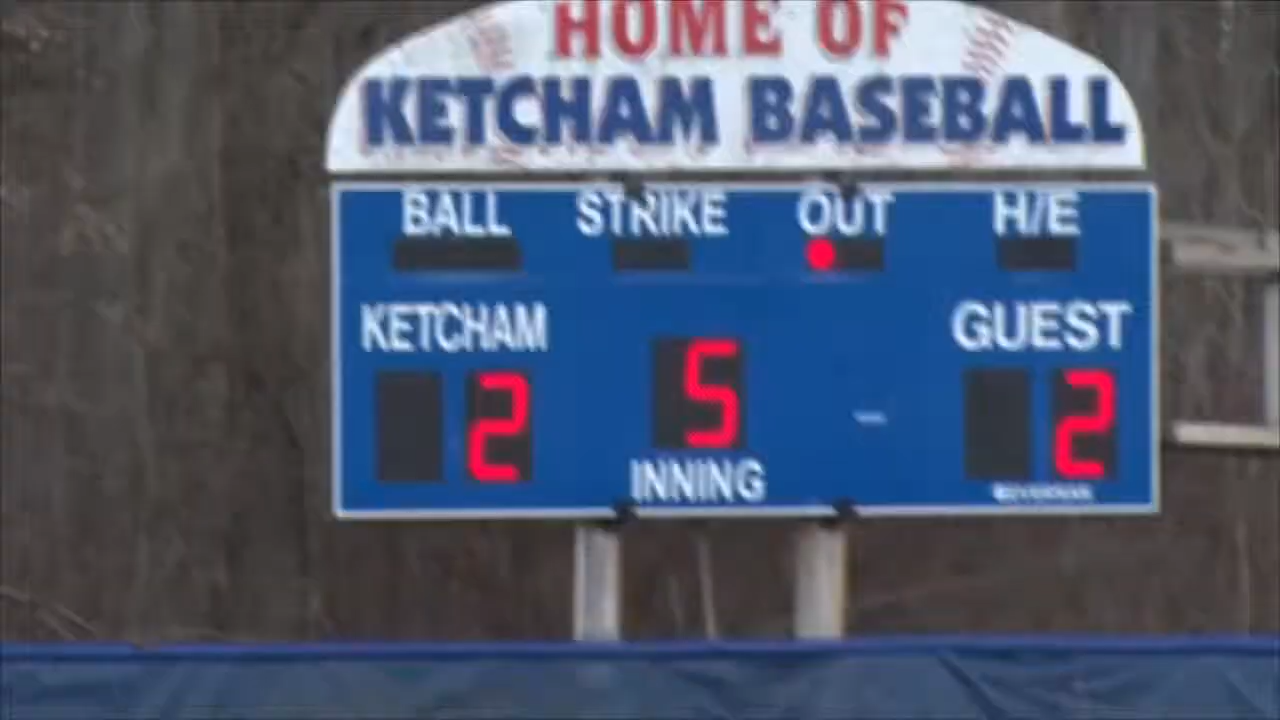 HOME OF
KETCHAM BASEBALL
BALL STRIKE OUT H/E
KETCHAM GUEST
2 5 2
INNING